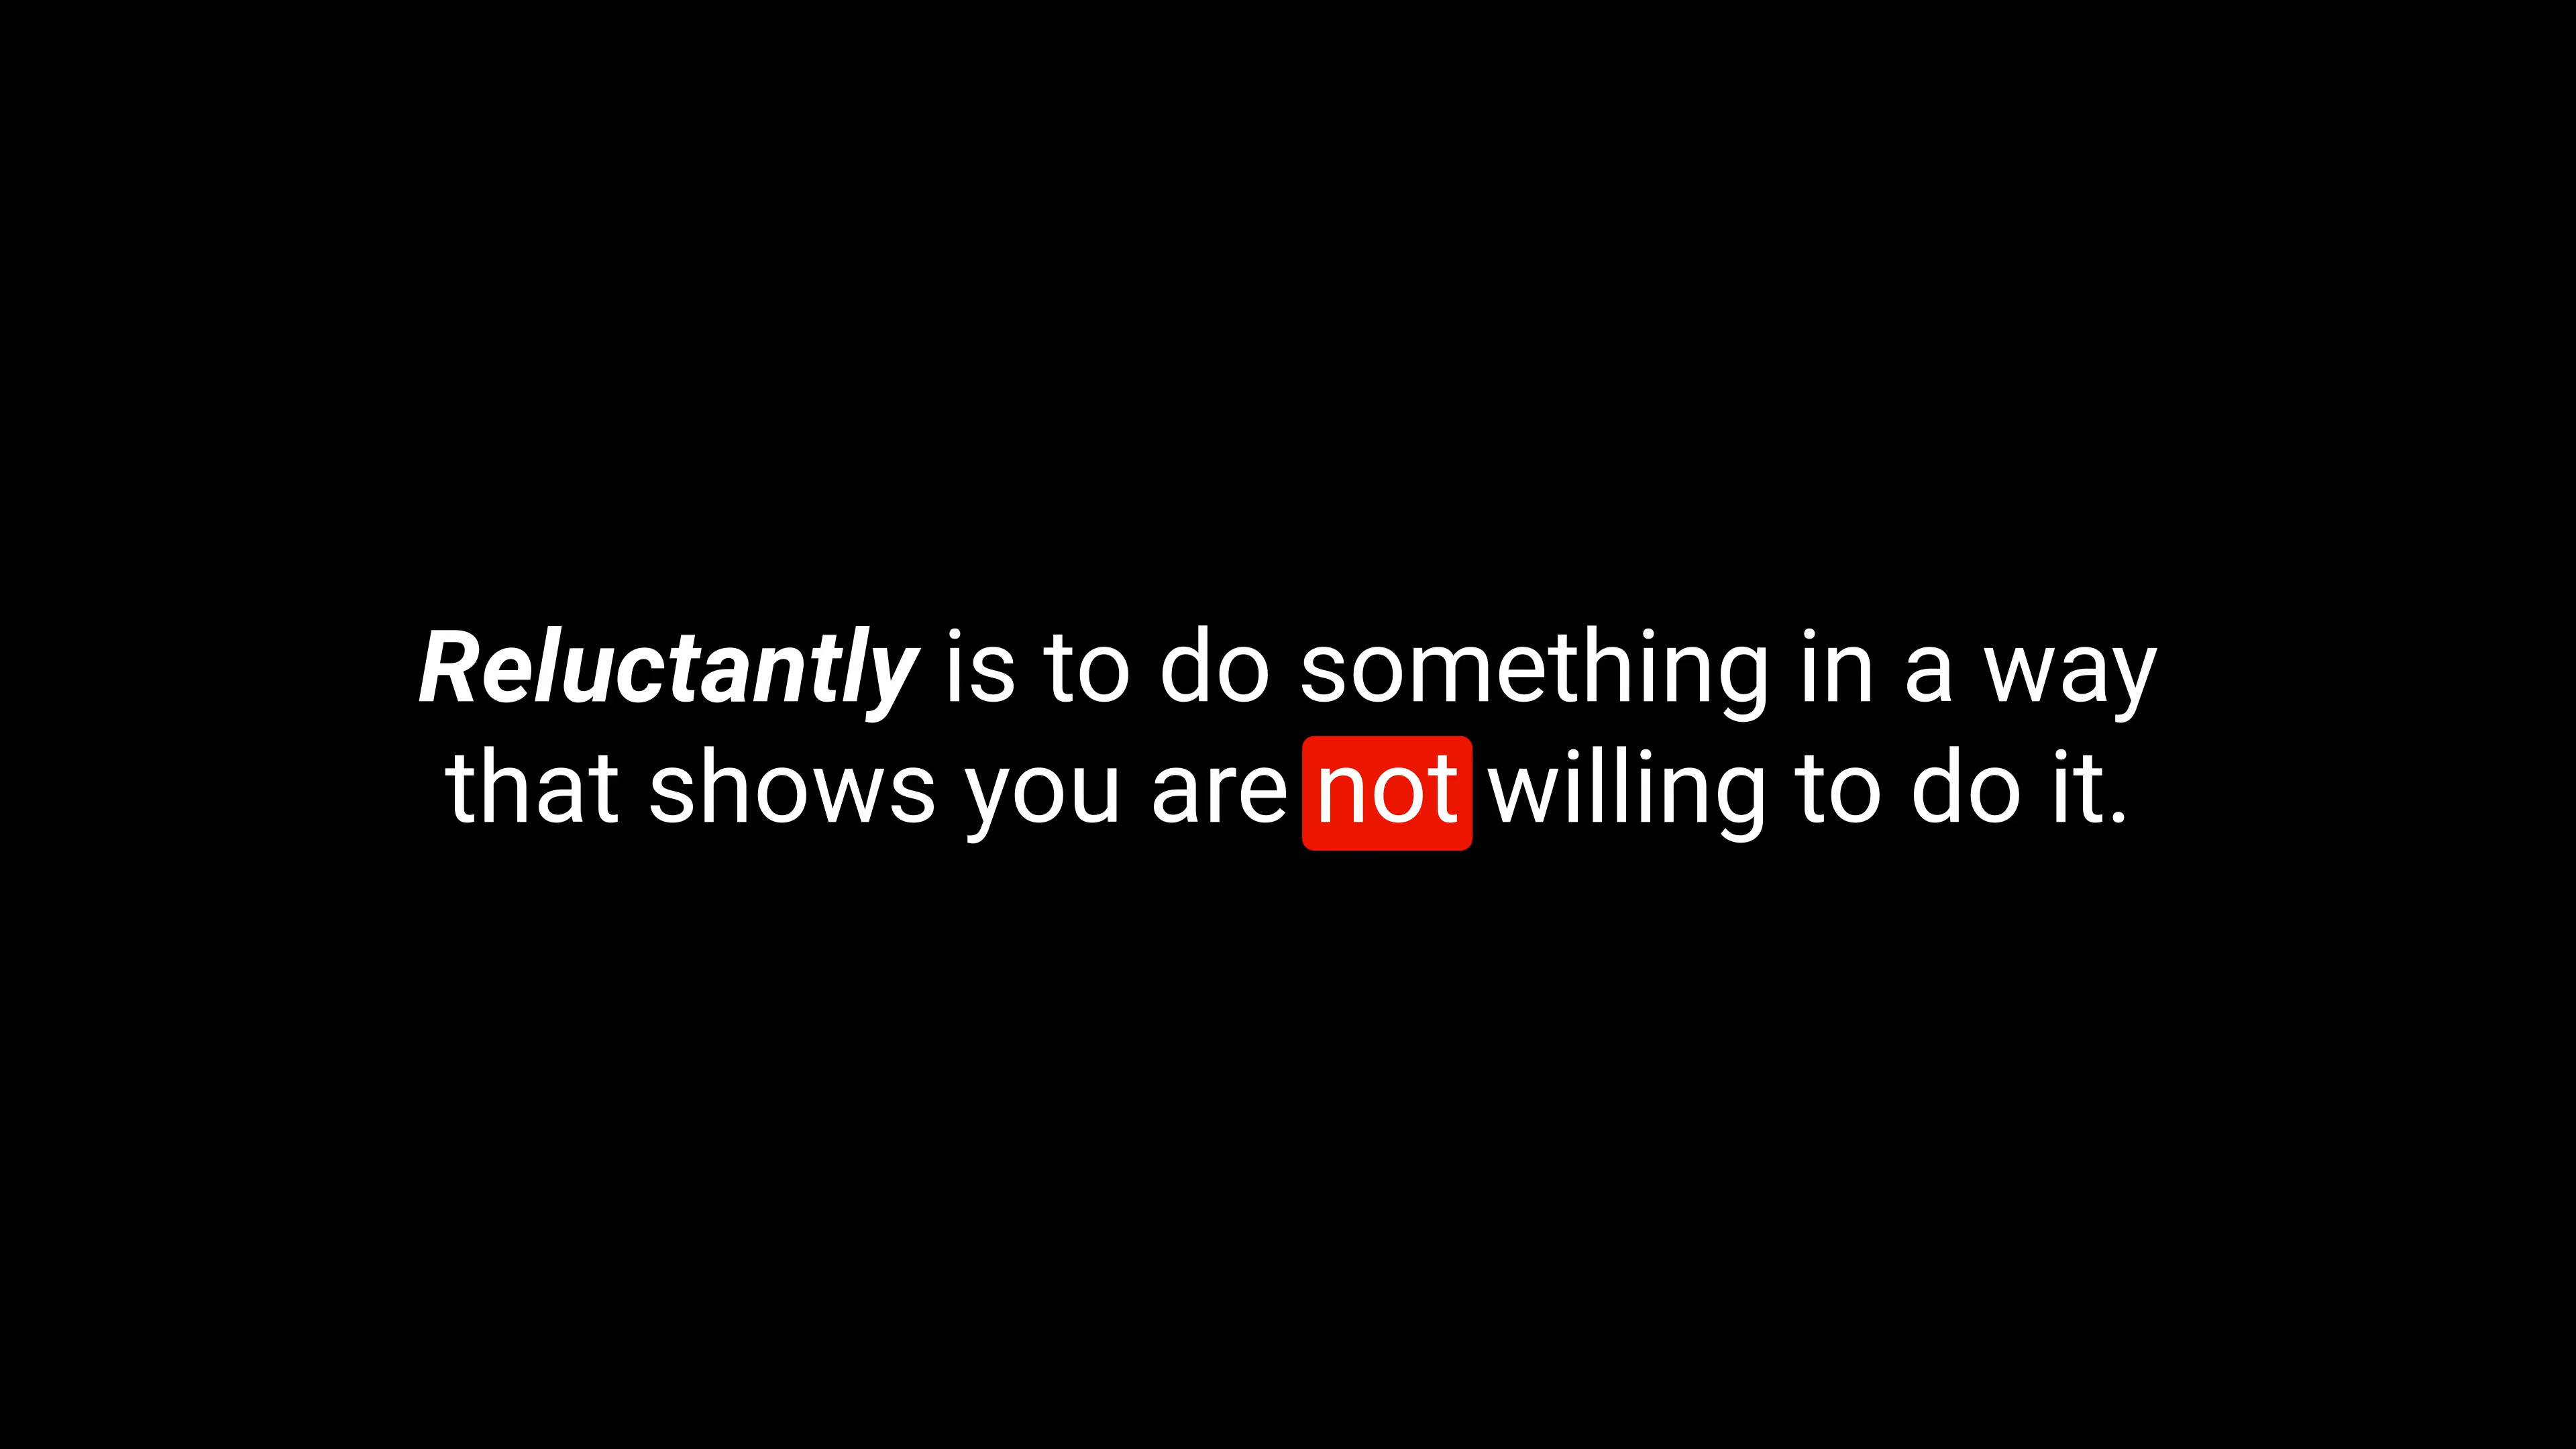 Reluctantly is to do something in a way
that shows you are not willing to do it.